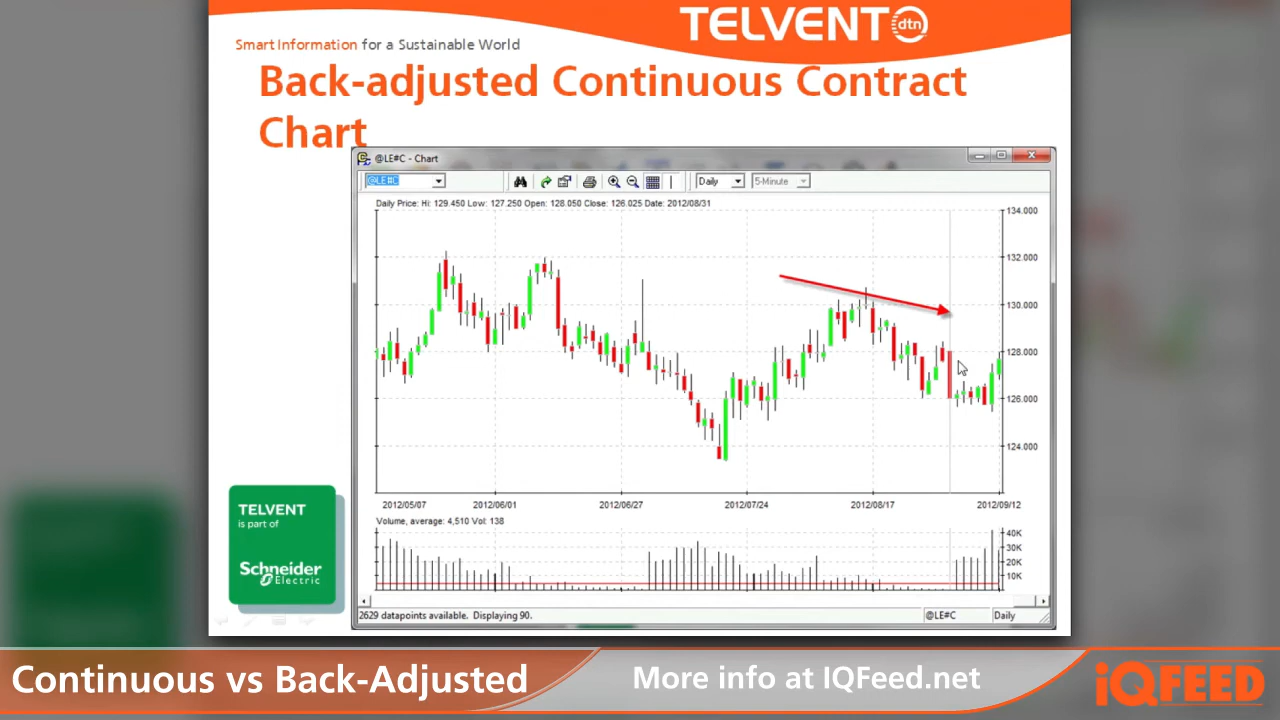 TELVENT dtn
Smart Information for a Sustainable World
Back-adjusted Continuous Contract
Chart
@LE#C - Chart
@LE#C
Daily
5-Minute
Daily Price: Hi: 129.450 Low: 127.250 Open: 128.050 Close: 126.025 Date: 2012/08/31
134.000
132.000
130.000
128.000
126.000
124.000
2012/05/07 2012/06/01 2012/06/27 2012/07/24 2012/08/17 2012/09/12
Volume, average: 4,510 Vol: 138
40K
30K
20K
10K
2629 datapoints available. Displaying 90.
@LE#C
Daily
TELVENT
is part of
Schneider
Electric
Continuous vs Back-Adjusted
More info at IQFeed.net
iQFEED